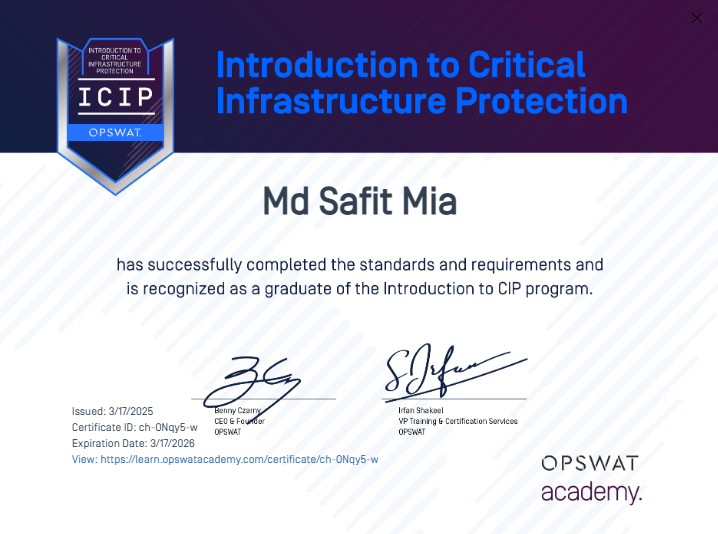 INTRODUCTION TO
CRITICAL
INFRASTRUCTURE
PROTECTION
ICIP
OPSWAT.
Introduction to Critical
Infrastructure Protection
Md Safit Mia
has successfully completed the standards and requirements and
is recognized as a graduate of the Introduction to CIP program.
Benny Czarny
CEO & Founder
OPSWAT
Irfan Shakeel
VP Training & Certification Services
OPSWAT
Issued: 3/17/2025
Certificate ID: ch-0Nqy5-w
Expiration Date: 3/17/2026
View: https://learn.opswatacademy.com/certificate/ch-0Nqy5-w
OPSWAT
academy.